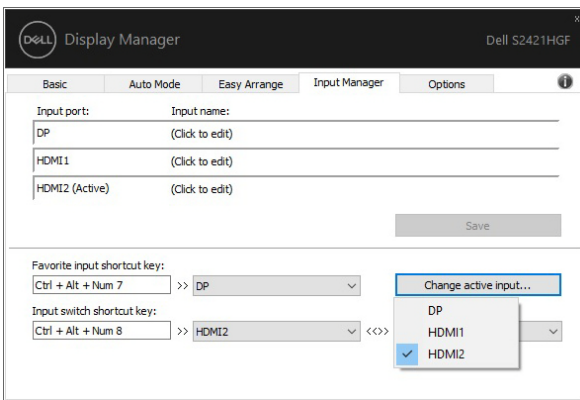 DELL Display Manager Dell S2421HGF
Basic Auto Mode Easy Arrange Input Manager Options
Input port: Input name:
DP (Click to edit)
HDMI1 (Click to edit)
HDMI2 (Active) (Click to edit)
Save
Favorite input shortcut key:
Ctrl + Alt + Num 7 >> DP Change active input...
Input switch shortcut key:
Ctrl + Alt + Num 8 >> HDMI2 <<>>
DP
HDMI1
HDMI2